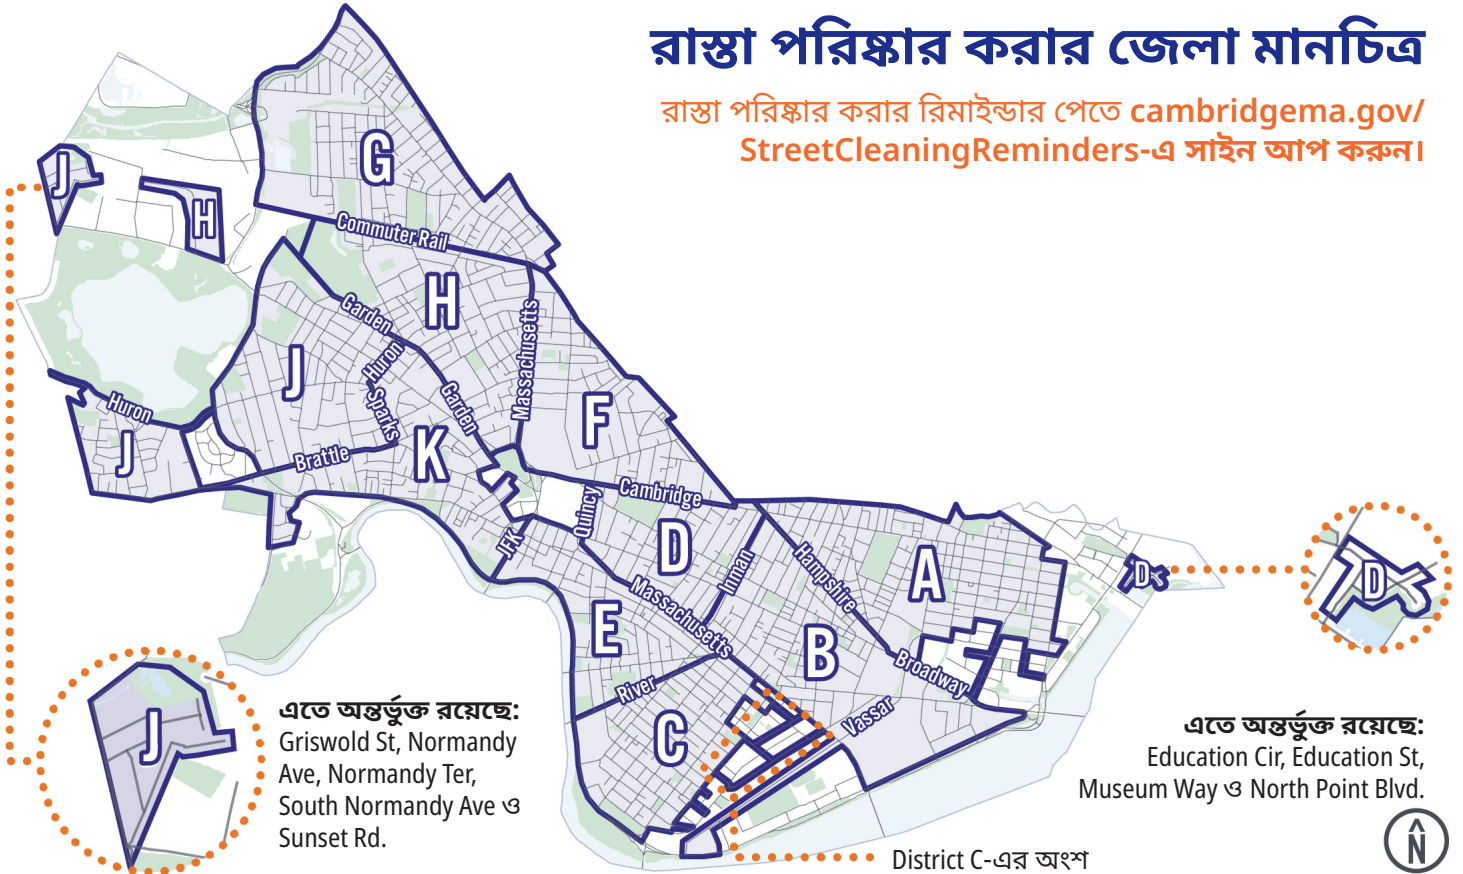 রাস্তা পরিষ্কার করার জেলা মানচিত্র
রাস্তা পরিষ্কার করার রিমাইন্ডার পেতে cambridgema.gov/
StreetCleaningReminders-এ সাইন আপ করুন।
G
J
H
Commuter Rail
H
Garden
Massachusetts
Huron
J
Garden
Sparks
Huron
F
J
K
Brattle
Cambridge
Quincy
JFK
D
Inman
Hampshire
A
D
D
Massachusetts
E
B
Broadway
River
Vassar
C
J
এতে অন্তর্ভুক্ত রয়েছে:
Griswold St, Normandy
Ave, Normandy Ter,
South Normandy Ave ও
Sunset Rd.
এতে অন্তর্ভুক্ত রয়েছে:
Education Cir, Education St,
Museum Way ও North Point Blvd.
District C-এর অংশ
N